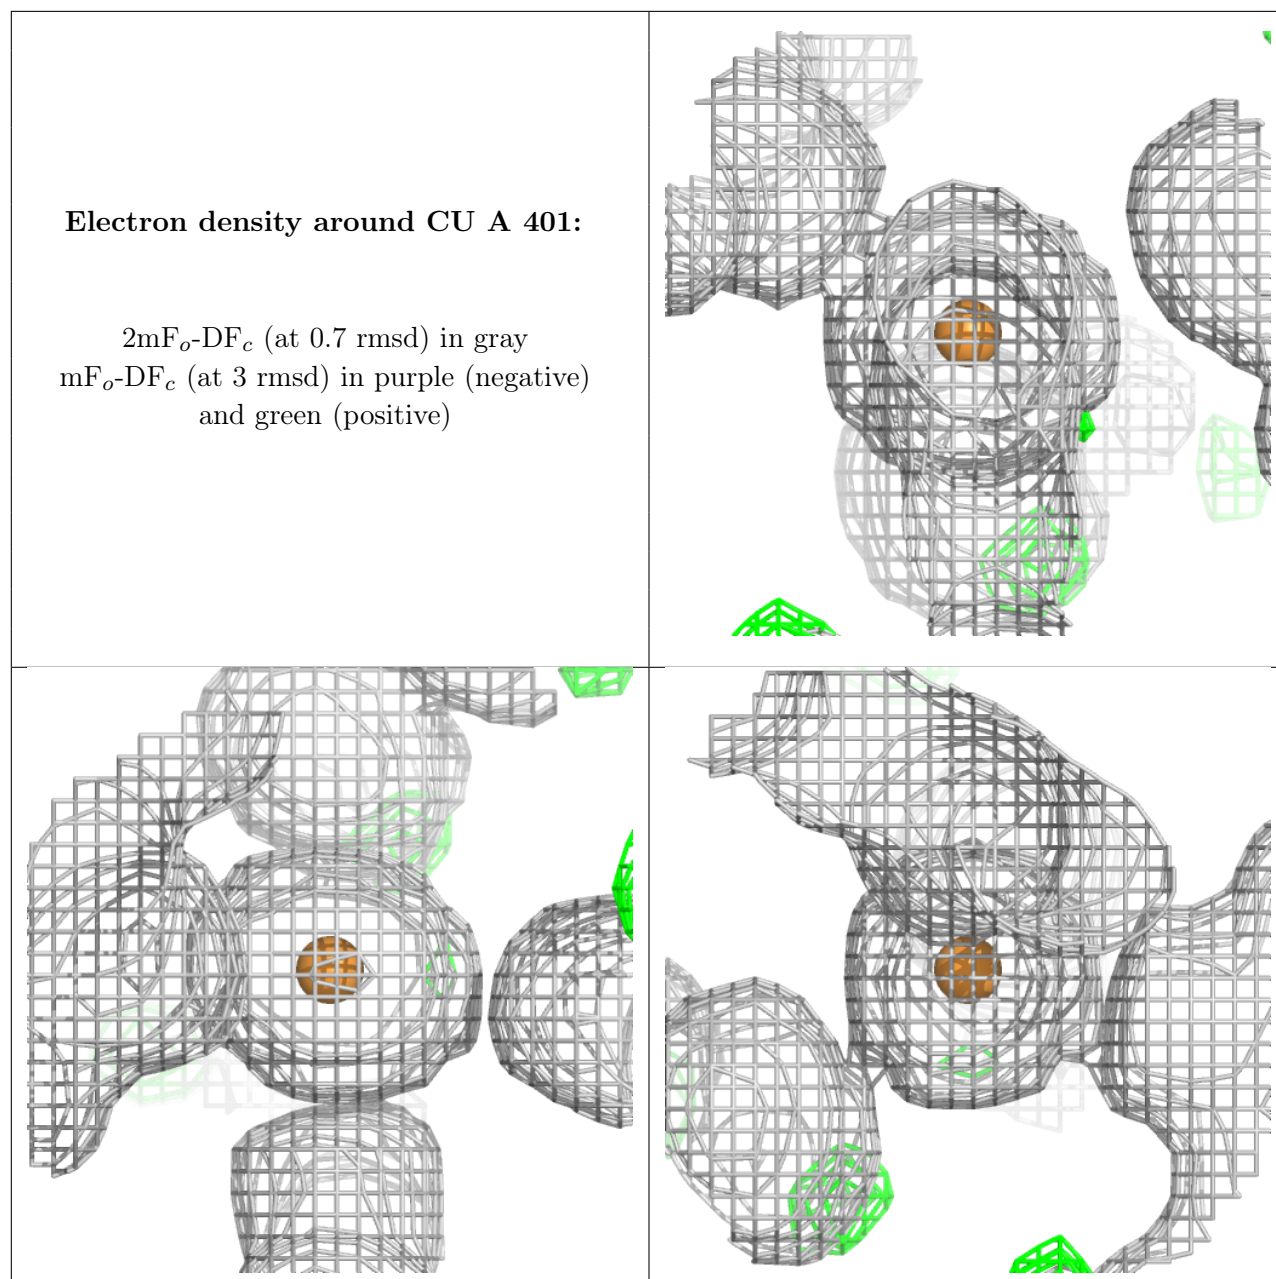 Electron density around CU A 401:
2mFo-DFc (at 0.7 rmsd) in gray
mFo-DFc (at 3 rmsd) in purple (negative)
and green (positive)